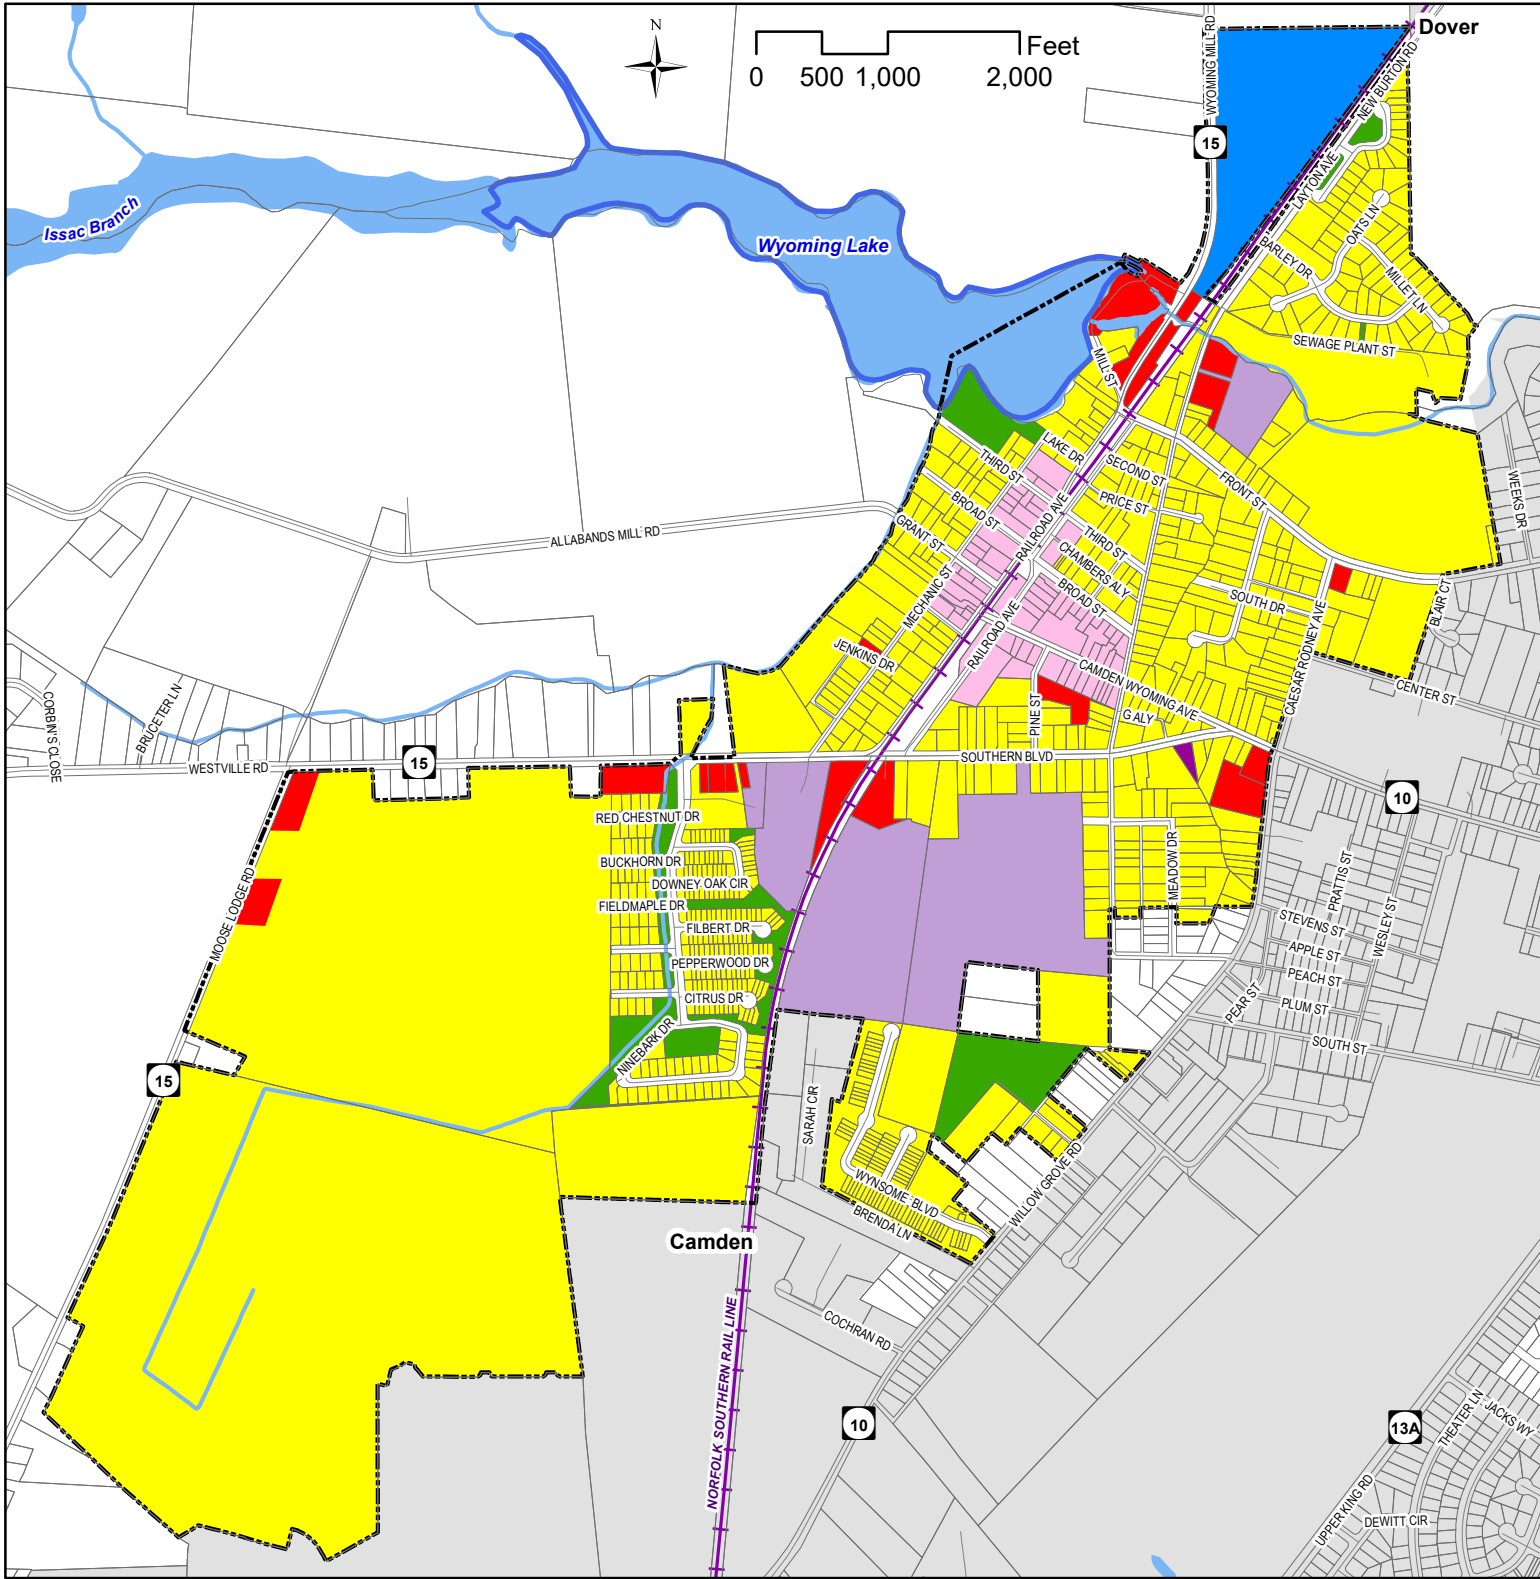 N
Feet
0 500 1,000 2,000
Dover
WYOMING MILL RD
NEW BURTON RD
15
LAYTON AVE
OATS LN
BARLEY DR
MILLET LN
SEWAGE PLANT ST
Issac Branch
Wyoming Lake
MILL ST
LAKE DR
SECOND ST
THIRD ST
PRICE ST
FRONT ST
WEEKS DR
BROAD ST
RAILROAD AVE
GRANT ST
THIRD ST
CHAMBERS ALY
BROAD ST
ALLABANDS MILL RD
MECHANIC ST
SOUTH DR
BLAIR CT
RAILROAD AVE
CAESAR RODNEY AVE
JENKINS DR
CAMDEN WYOMING AVE
CENTER ST
PINE ST
G ALY
CORBIN'S CLOSE
BRUCETER LN
WESTVILLE RD
15
SOUTHERN BLVD
10
RED CHESTNUT DR
BUCKHORN DR
DOWNEY OAK CIR
FIELDMAPLE DR
FILBERT DR
PEPPERWOOD DR
CITRUS DR
NINEBARK DR
MEADOW DR
PRATTIS ST
WESLEY ST
STEVENS ST
APPLE ST
PEACH ST
PEAR ST
PLUM ST
SOUTH ST
MOOSE LODGE RD
15
SARAH CIR
WILLOW GROVE RD
WYNSOME BLVD
BRENDA LN
Camden
COCHRAN RD
NORFOLK SOUTHERN RAIL LINE
10
13A
THEATER LN
JACKS WY
UPPER KING RD
DEWITT CIR